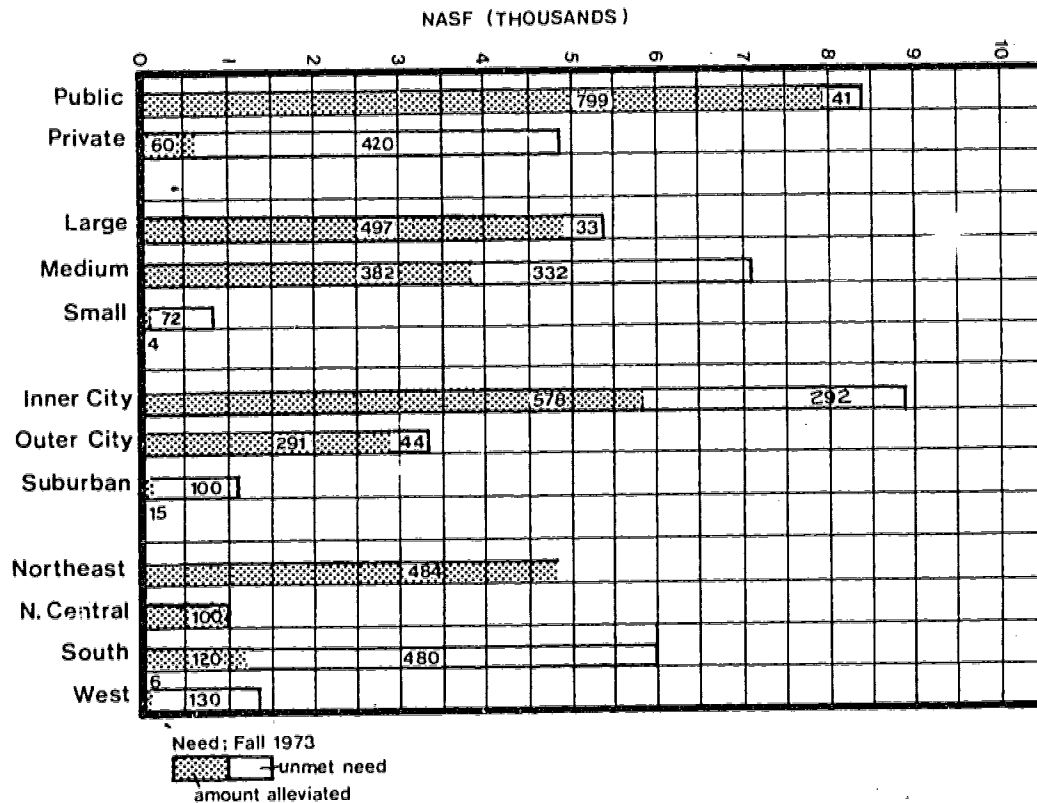 NASF (THOUSANDS)
0 1 2 3 4 5 6 7 8 9 10
Public 799 41
Private 60 420
Large 497 33
Medium 382 332
Small 72
4
Inner City 578 292
Outer City 291 44
Suburban 100
15
Northeast 484
N. Central 100
South 120 480
6
West 130
Need; Fall 1973
unmet need
amount alleviated